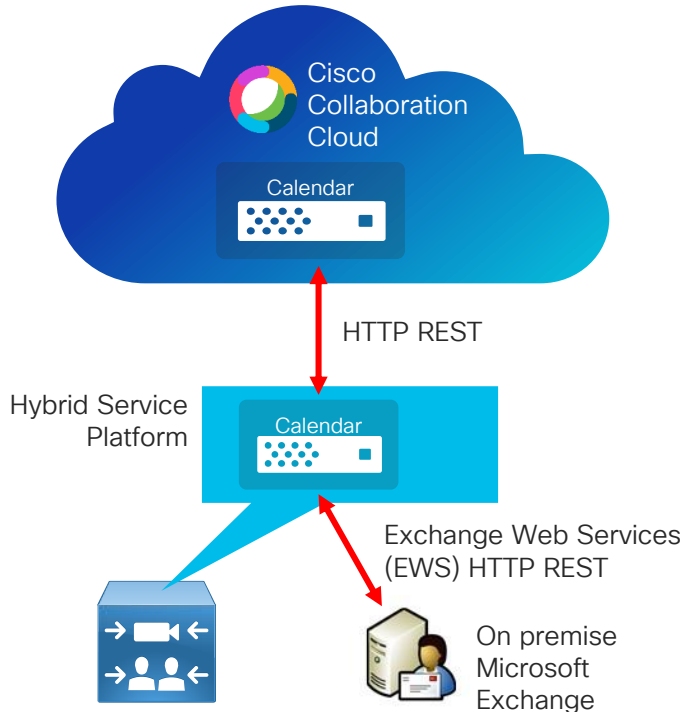 Cisco
Collaboration
Cloud
Calendar
HTTP REST
Hybrid Service
Platform
Calendar
Exchange Web Services
(EWS) HTTP REST
On premise
Microsoft
Exchange